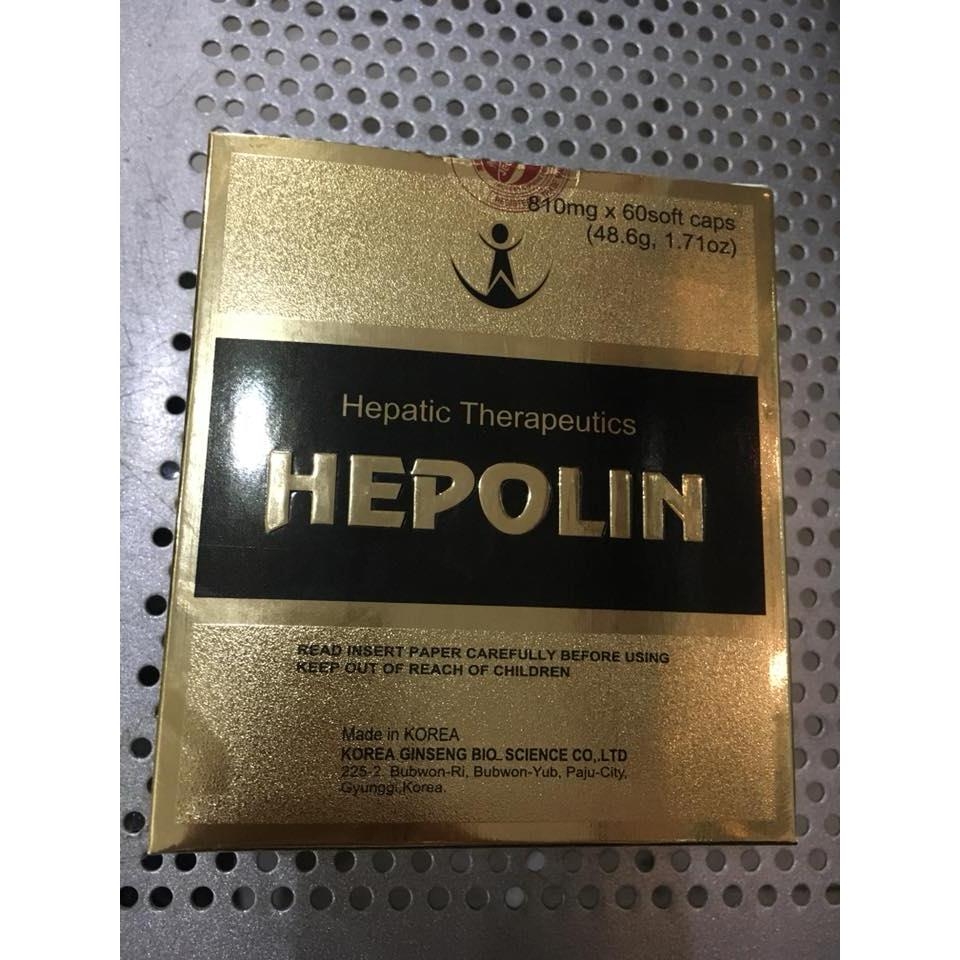 810mg x 60soft caps
(48.6g, 1.71oz)
Hepatic Therapeutics
HEPOLIN
READ INSERT PAPER CAREFULLY BEFORE USING
KEEP OUT OF REACH OF CHILDREN
Made in KOREA
KOREA GINSENG BIO_SCIENCE CO,.LTD
225-2. Bubwon-Ri, Bubwon-Yub, Paju-City,
Gyunggi,Korea.